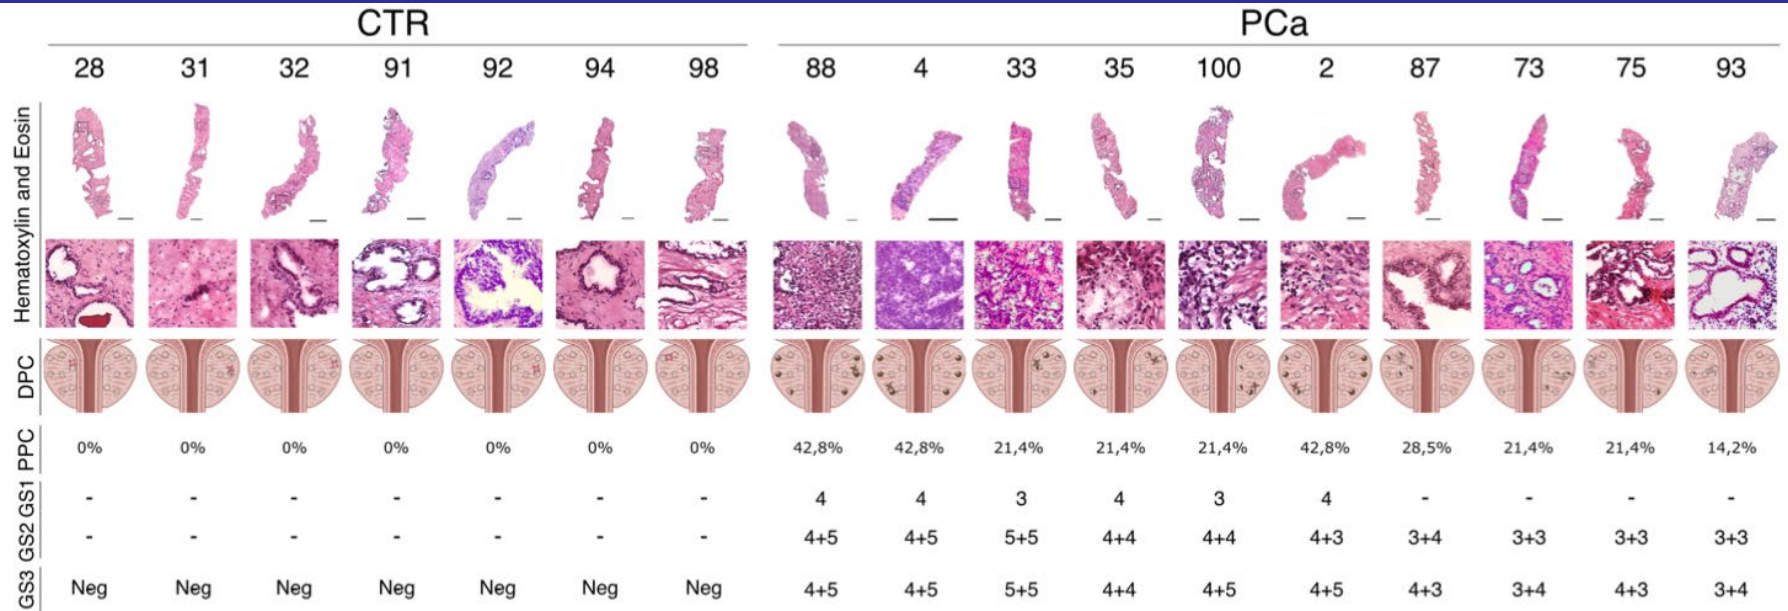 CTR PCa
28 31 32 91 92 94 98 88 4 33 35 100 2 87 73 75 93
Hematoxylin and Eosin
DPC
PPC 0% 0% 0% 0% 0% 0% 0% 42,8% 42,8% 21,4% 21,4% 21,4% 42,8% 28,5% 21,4% 21,4% 14,2%
GS1 - - - - - - - 4 4 3 4 3 4 - - - -
GS2 - - - - - - - 4+5 4+5 5+5 4+4 4+4 4+3 3+4 3+3 3+3 3+3
GS3 Neg Neg Neg Neg Neg Neg Neg 4+5 4+5 5+5 4+4 4+5 4+5 4+3 3+4 4+3 3+4